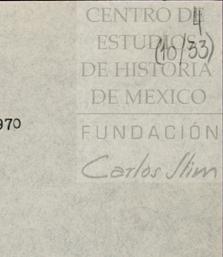 4
CENTRO DE
ESTUDIOS
(10/33)
DE HISTORIA
DE MEXICO
970
FUNDACIÓN
Carlos Slim